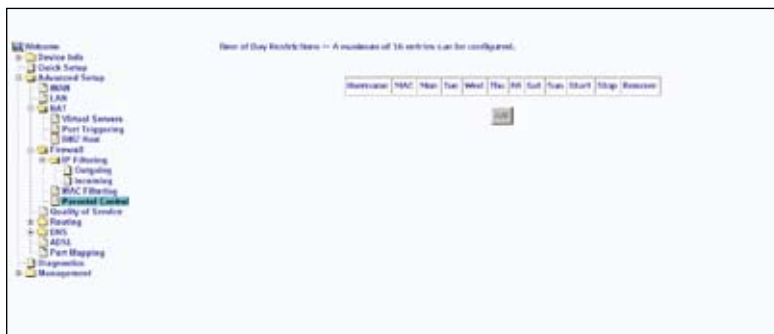 Welcome
Device Info
Quick Setup
Advanced Setup
WAN
LAN
NAT
Virtual Servers
Port Triggering
DMZ Host
Firewall
IP Filtering
Outgoing
Incoming
MAC Filtering
Parental Control
Quality of Service
Routing
DNS
ADSL
Port Mapping
Diagnostics
Management
Time of Day Restrictions -- A maximum of 16 entries can be configured.
Username MAC Mon Tue Wed Thu Fri Sat Sun Start Stop Remove
Add